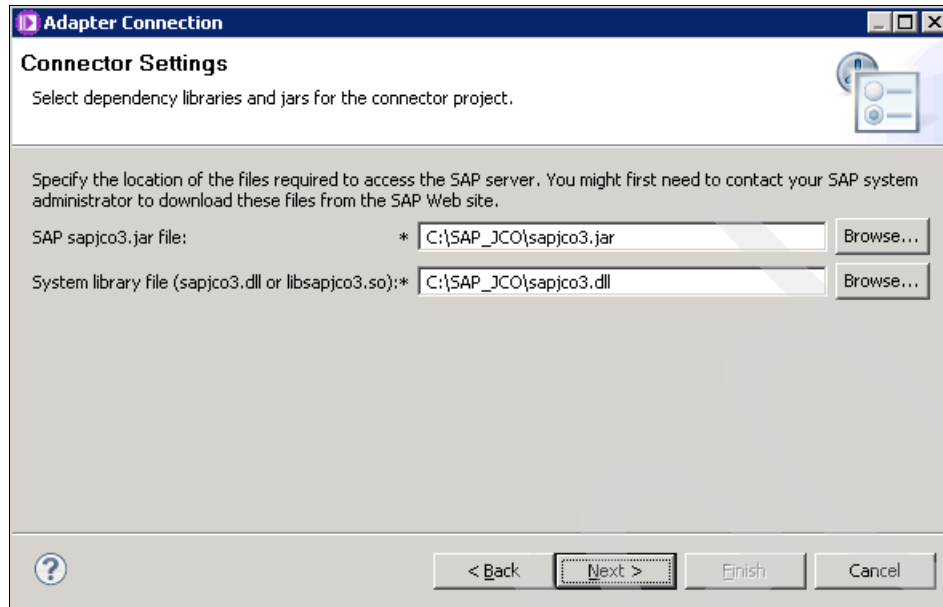 Adapter Connection
Connector Settings
Select dependency libraries and jars for the connector project.
Specify the location of the files required to access the SAP server. You might first need to contact your SAP system
administrator to download these files from the SAP Web site.
SAP sapjco3.jar file: * C:\SAP_JCO\sapjco3.jar Browse...
System library file (sapjco3.dll or libsapjco3.so):* C:\SAP_JCO\sapjco3.dll Browse...
? < Back Next > Finish Cancel